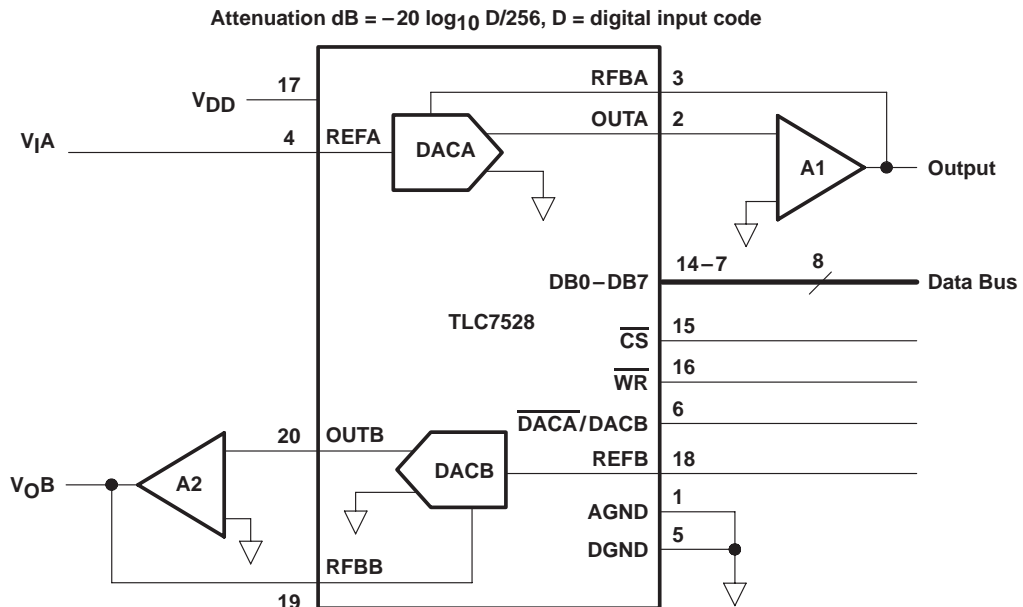 Attenuation dB = −20 log10 D/256, D = digital input code
17
VDD
RFBA
3
OUTA
2
VIA
4
REFA
DACA
A1
Output
DB0−DB7
14−7
8
Data Bus
TLC7528
CS
15
WR
16
DACA/DACB
6
20
OUTB
REFB
18
VOB
A2
DACB
AGND
1
DGND
5
RFBB
19